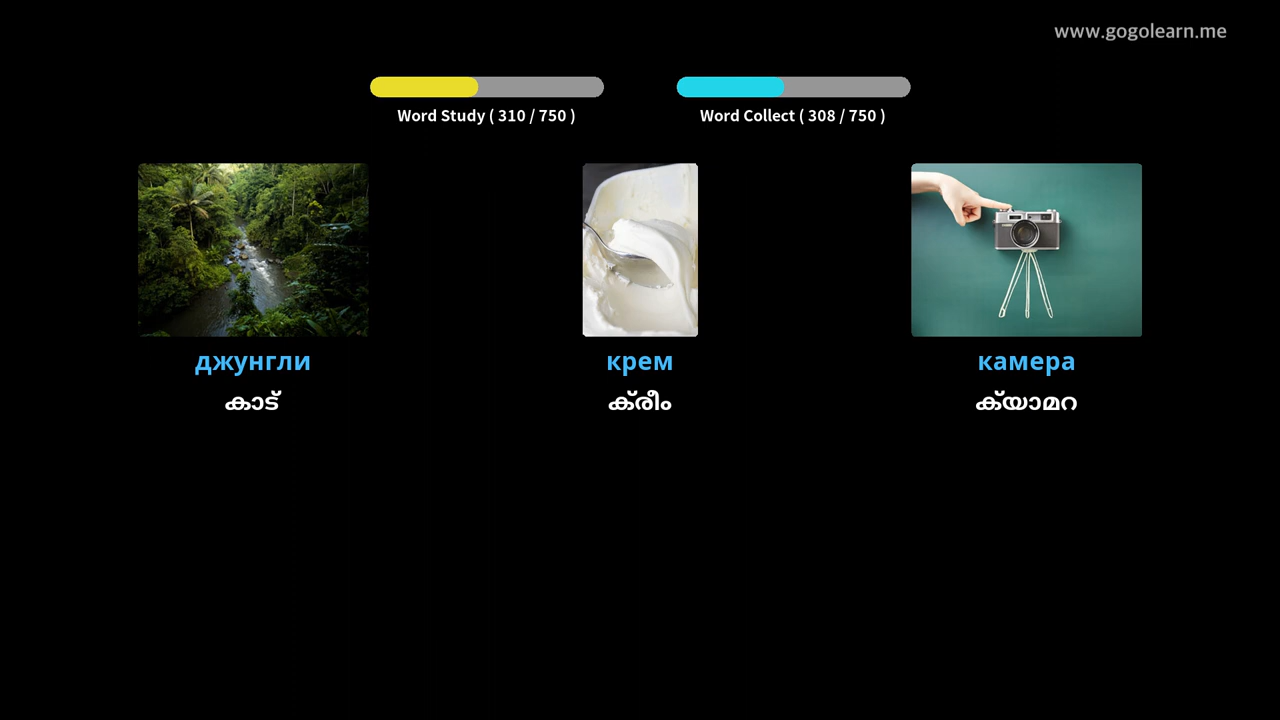 www.gogolearn.me
Word Study ( 310 / 750 )
Word Collect ( 308 / 750 )
джунгли
крем
камера
കാട്
ക്രീം
ക്യാമറ